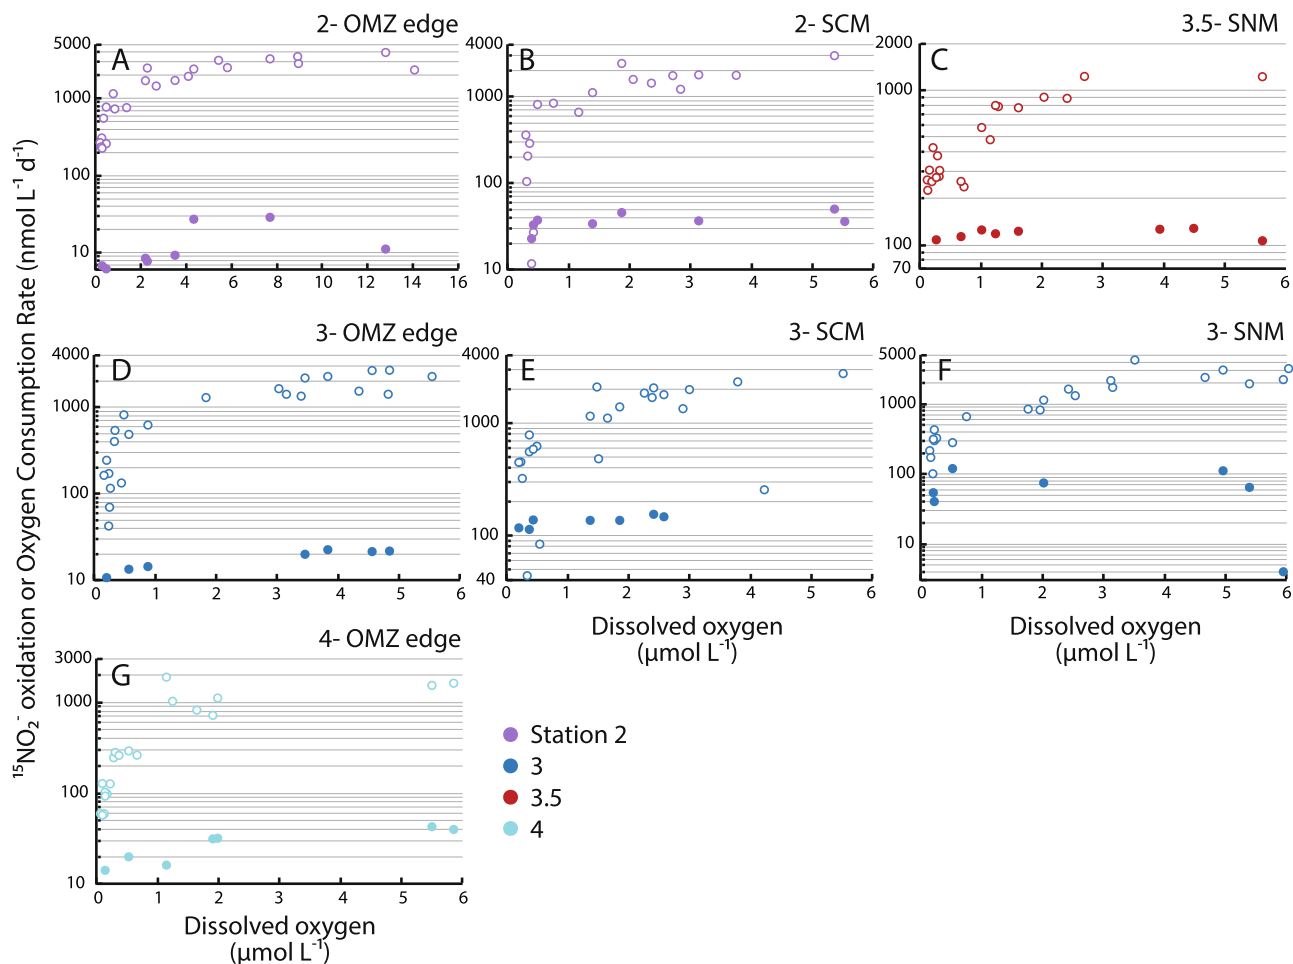 2- OMZ edge
2- SCM
3.5- SNM
¹⁵NO₂⁻ oxidation or Oxygen Consumption Rate (nmol L⁻¹ d⁻¹)
A
5000
1000
100
10
0 2 4 6 8 10 12 14 16
B
4000
1000
100
10
0 1 2 3 4 5 6
C
2000
1000
100
70
0 1 2 3 4 5 6
3- OMZ edge
3- SCM
3- SNM
D
4000
1000
100
10
0 1 2 3 4 5 6
E
4000
1000
100
40
0 1 2 3 4 5 6
Dissolved oxygen
(µmol L⁻¹)
F
5000
1000
100
10
0 1 2 3 4 5 6
Dissolved oxygen
(µmol L⁻¹)
4- OMZ edge
G
3000
1000
100
10
0 1 2 3 4 5 6
Dissolved oxygen
(µmol L⁻¹)
Station 2
3
3.5
4